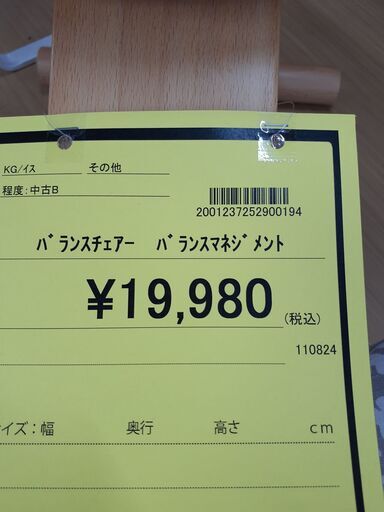 KG/ｲｽ その他
程度:中古B
2001237252900194
ﾊﾞﾗﾝｽﾁｪｱｰ ﾊﾞﾗﾝｽﾏﾈｼﾞﾒﾝﾄ
¥19,980 (税込)
110824
サイズ：幅 奥行 高さ cm